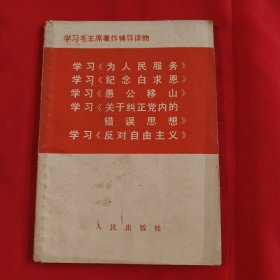 学习毛主席著作辅导读物
学习《为人民服务》
学习《纪念白求恩》
学习《愚公移山》
学习《关于纠正党内的
错误思想》
学习《反对自由主义》
人民出版社